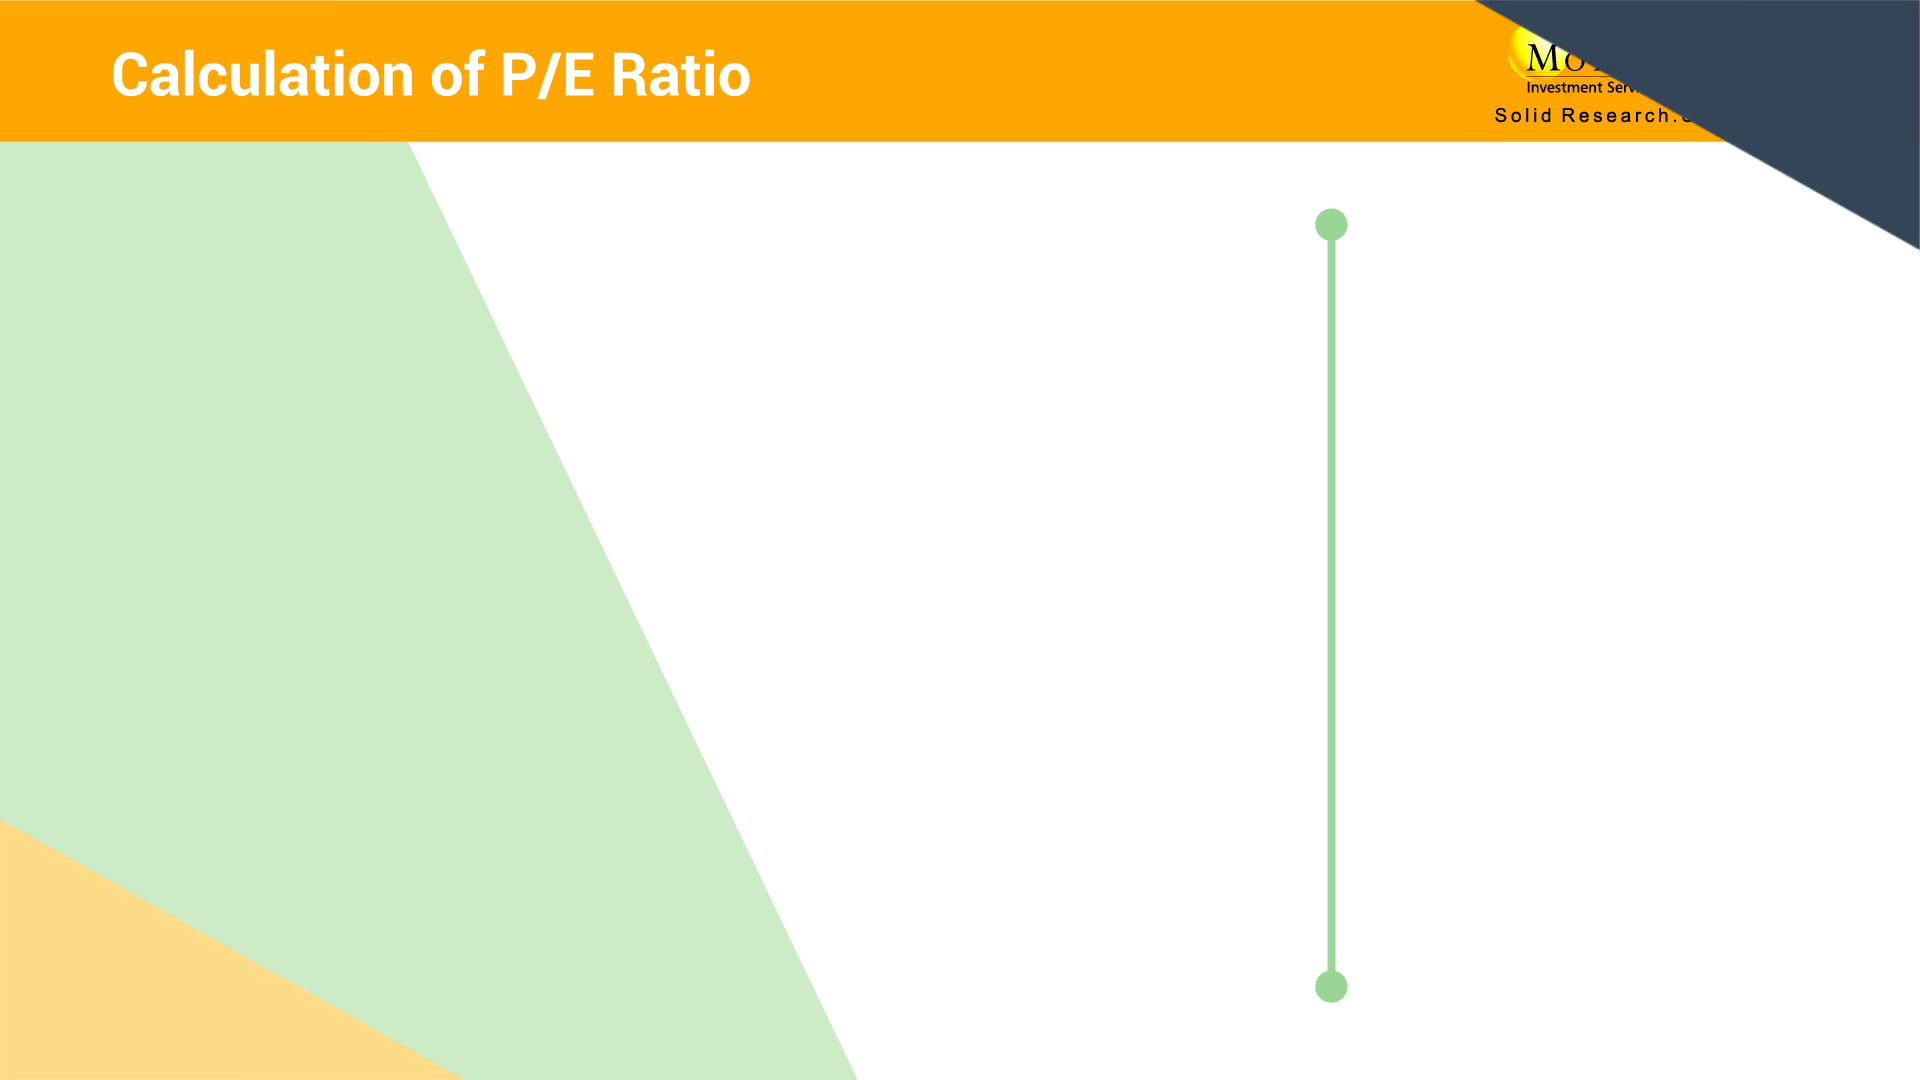 Calculation of P/E Ratio
Investment
Solid Research.